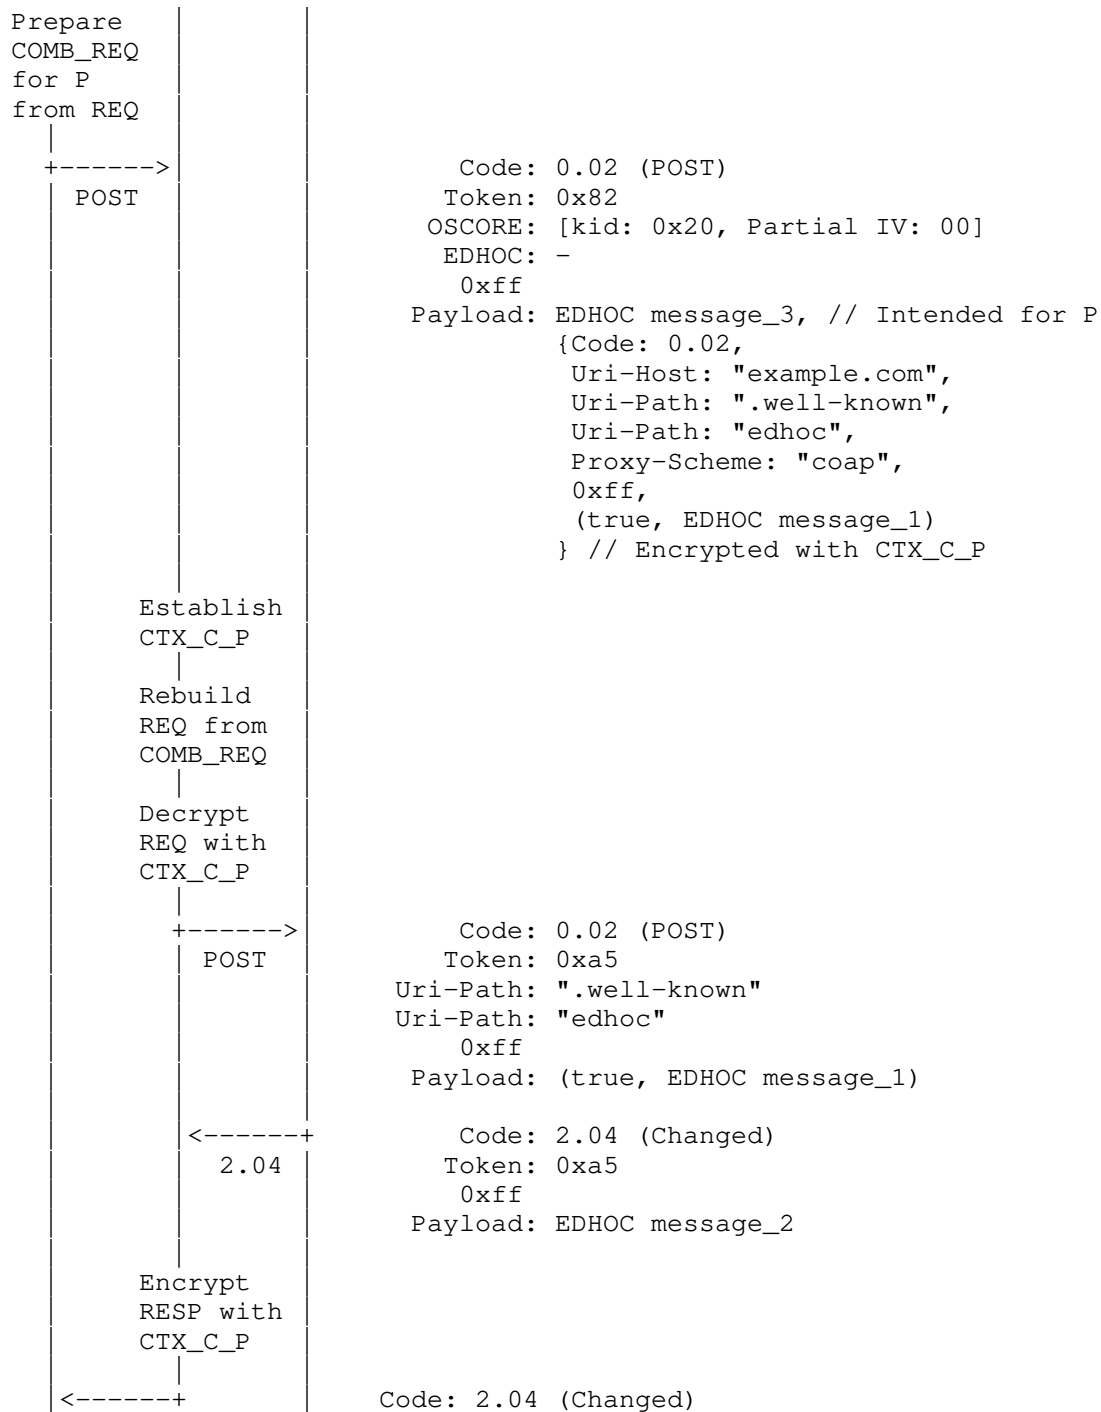 Prepare
COMB_REQ
for P
from REQ
+------> Code: 0.02 (POST)
POST Token: 0x82
OSCORE: [kid: 0x20, Partial IV: 00]
EDHOC: -
0xff
Payload: EDHOC message_3, // Intended for P
{Code: 0.02,
Uri-Host: "example.com",
Uri-Path: ".well-known",
Uri-Path: "edhoc",
Proxy-Scheme: "coap",
0xff,
(true, EDHOC message_1)
} // Encrypted with CTX_C_P
Establish
CTX_C_P
Rebuild
REQ from
COMB_REQ
Decrypt
REQ with
CTX_C_P
+------> Code: 0.02 (POST)
POST Token: 0xa5
Uri-Path: ".well-known"
Uri-Path: "edhoc"
0xff
Payload: (true, EDHOC message_1)
<------+ Code: 2.04 (Changed)
2.04 Token: 0xa5
0xff
Payload: EDHOC message_2
Encrypt
RESP with
CTX_C_P
<------+ Code: 2.04 (Changed)